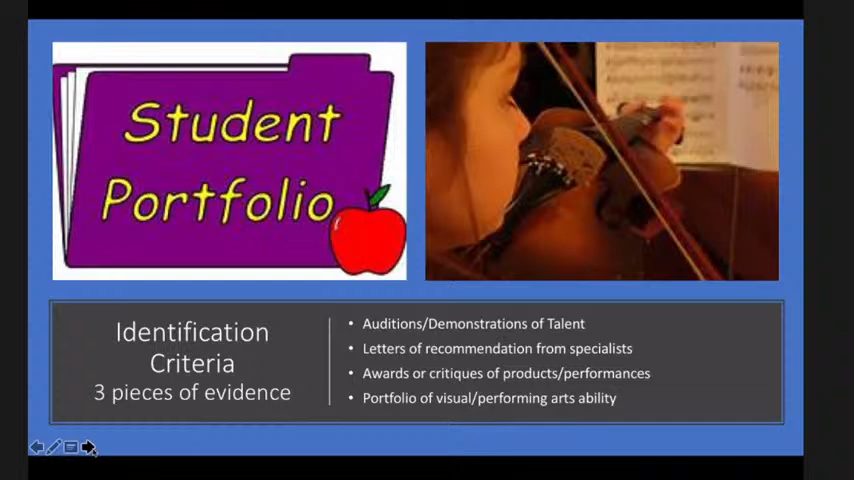 Student
Portfolio
Identification
Criteria
3 pieces of evidence
• Auditions/Demonstrations of Talent
• Letters of recommendation from specialists
• Awards or critiques of products/performances
• Portfolio of visual/performing arts ability